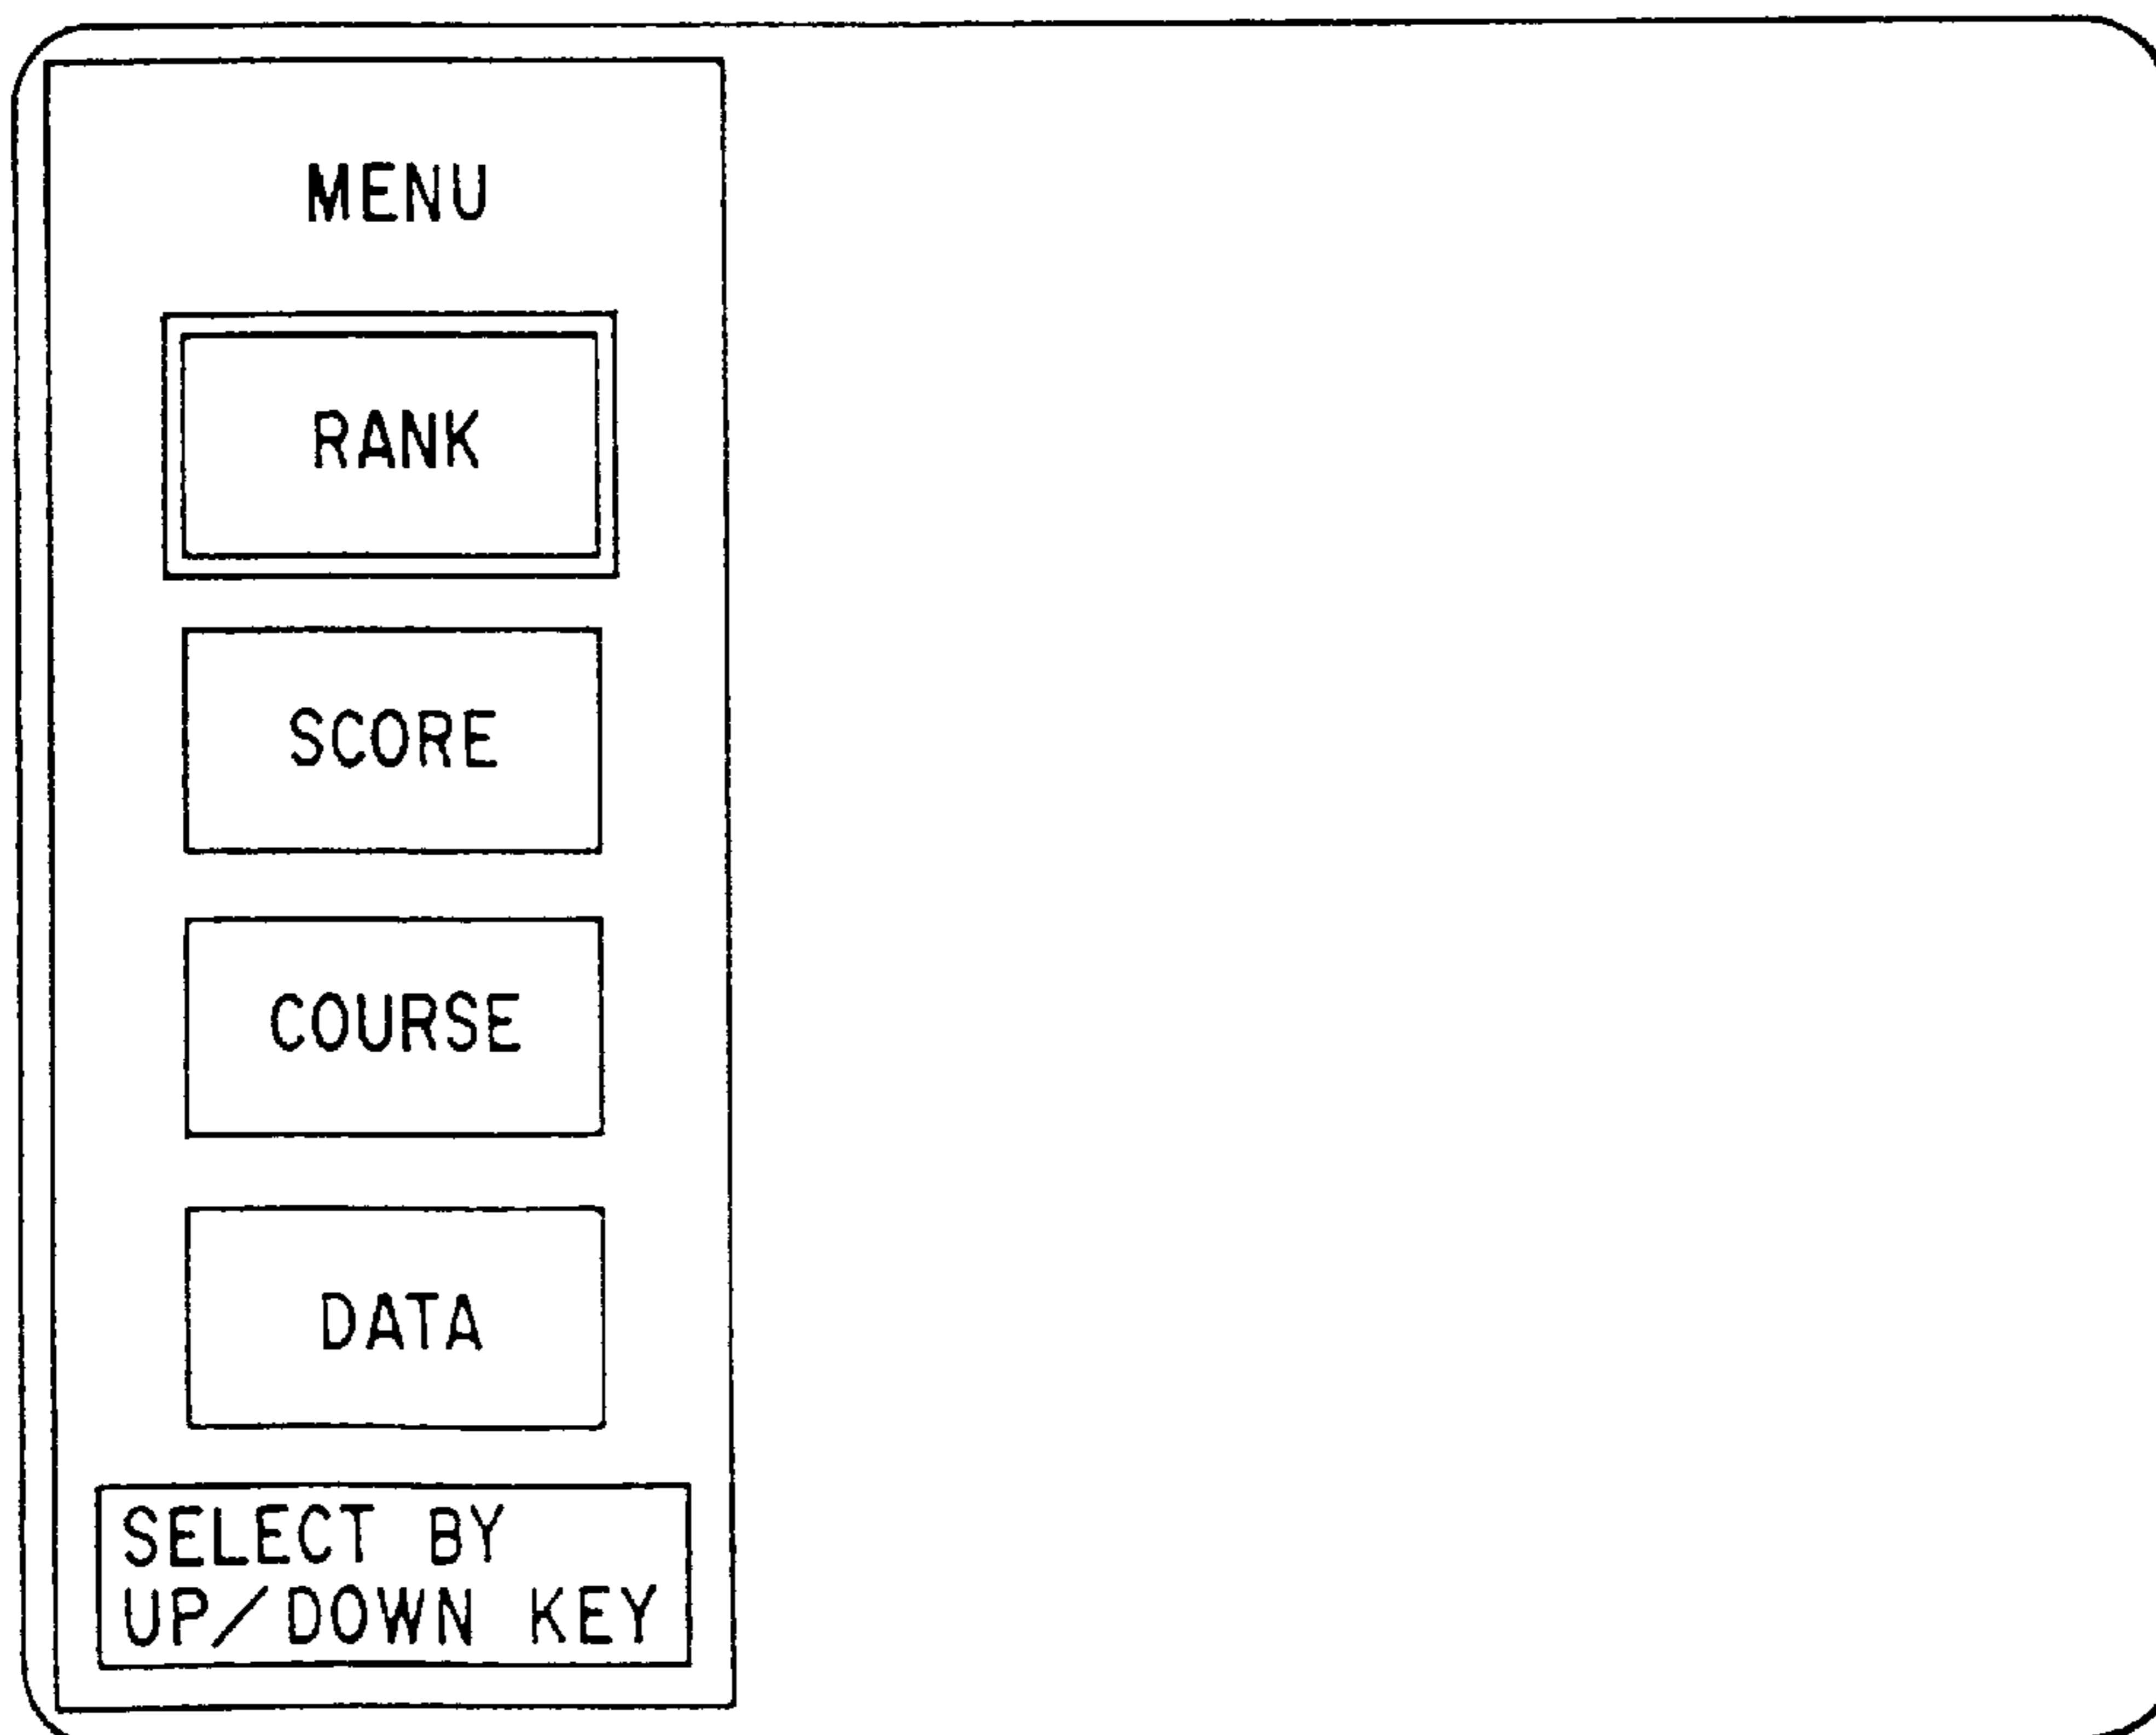 MENU
RANK
SCORE
COURSE
DATA
SELECT BY
UP/DOWN KEY